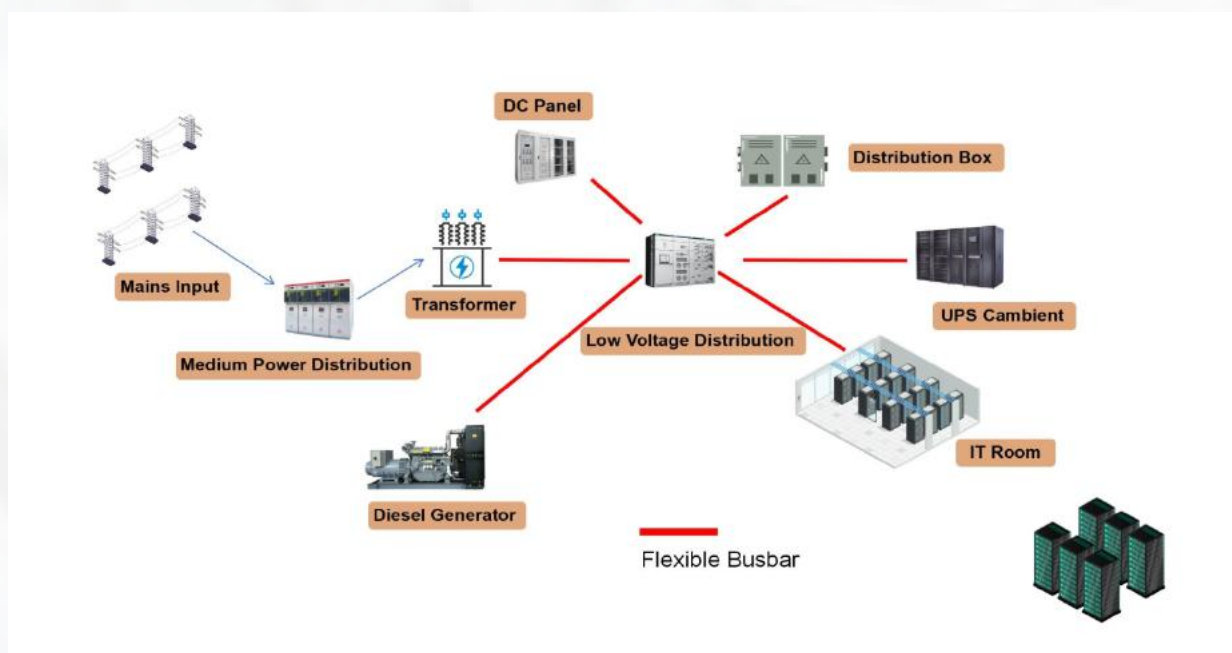 DC Panel
Distribution Box
Mains Input
Transformer
UPS Cambient
Low Voltage Distribution
Medium Power Distribution
IT Room
Diesel Generator
Flexible Busbar